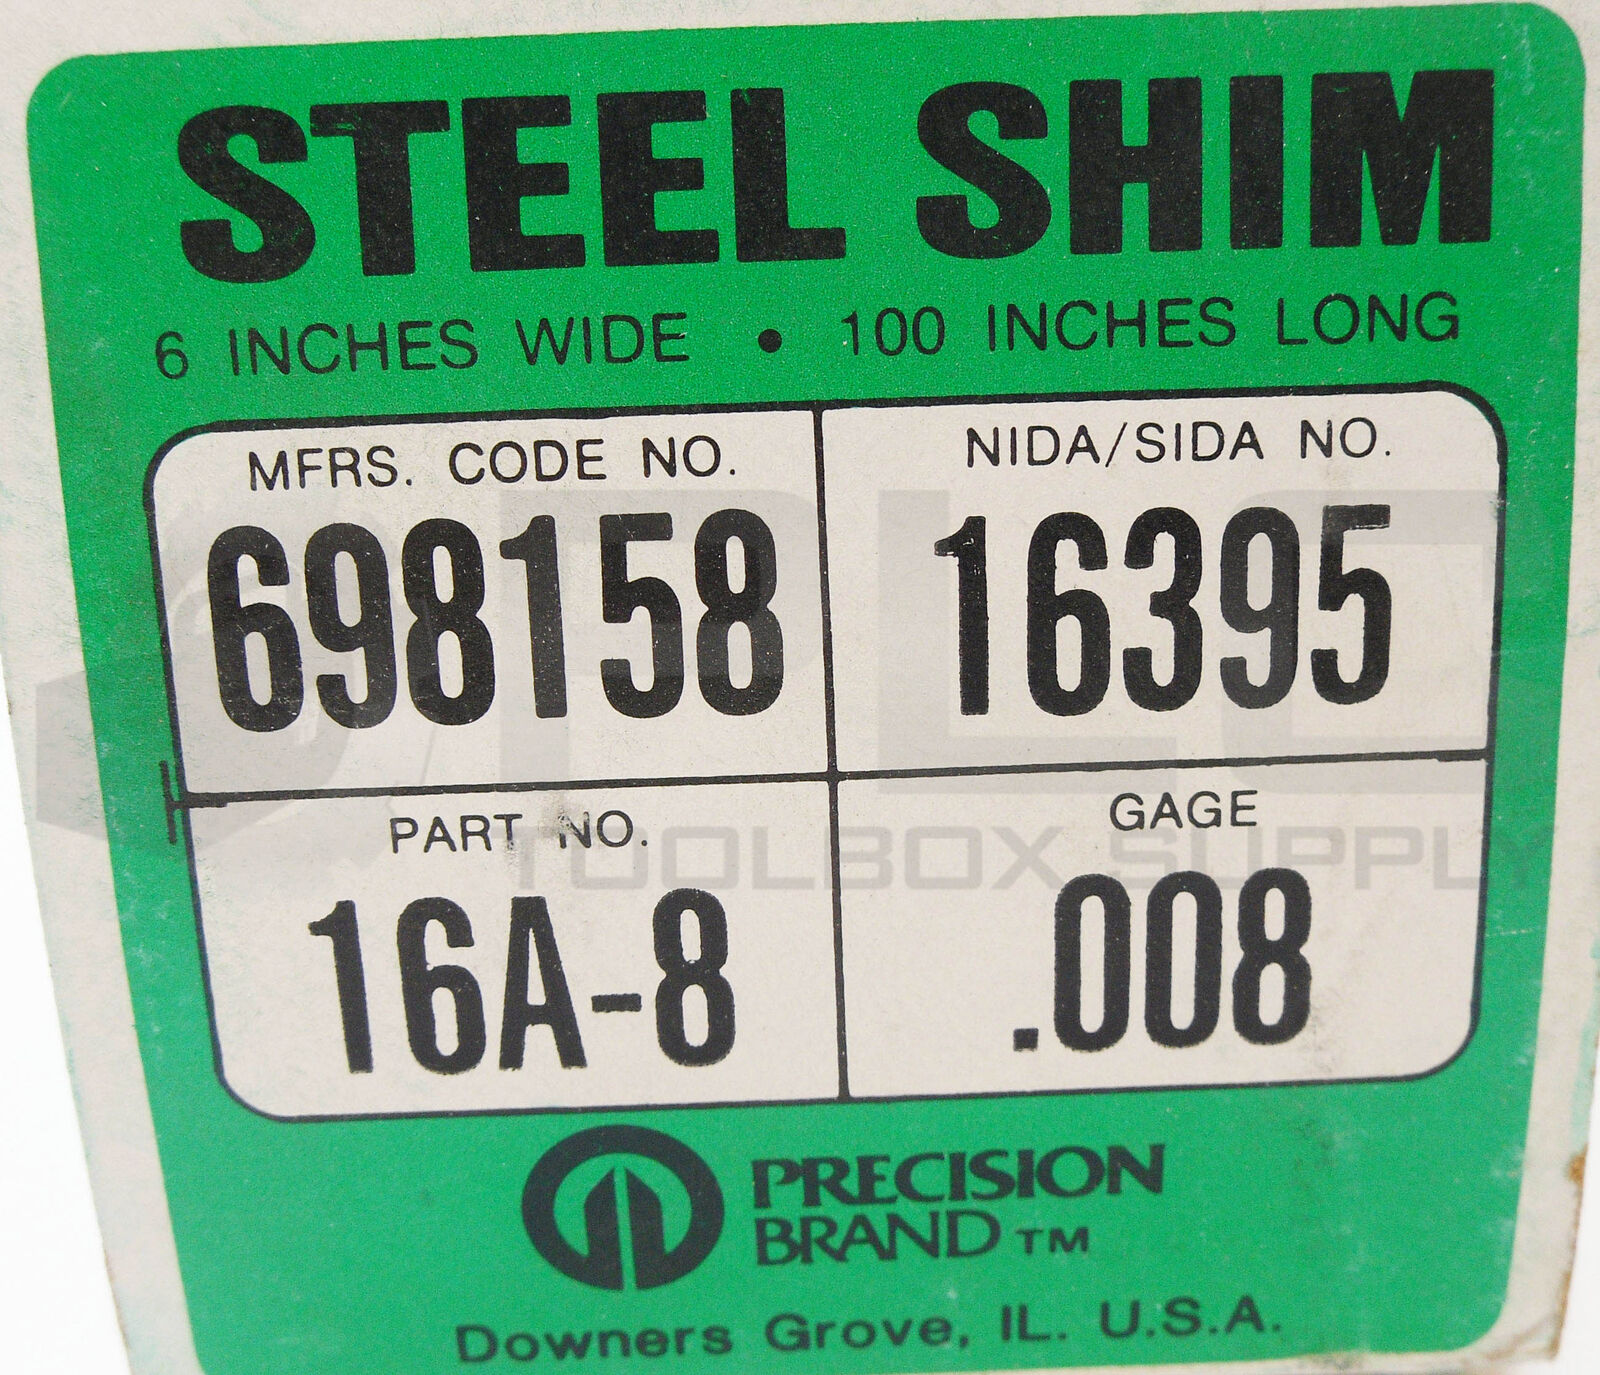 STEEL SHIM
6 INCHES WIDE • 100 INCHES LONG
MFRS. CODE NO.
698158
NIDA/SIDA NO.
16395
PART NO.
16A-8
GAGE
.008
PLC
TOOLBOX SUPPLY
PRECISION
BRAND TM
Downers Grove, IL. U.S.A.